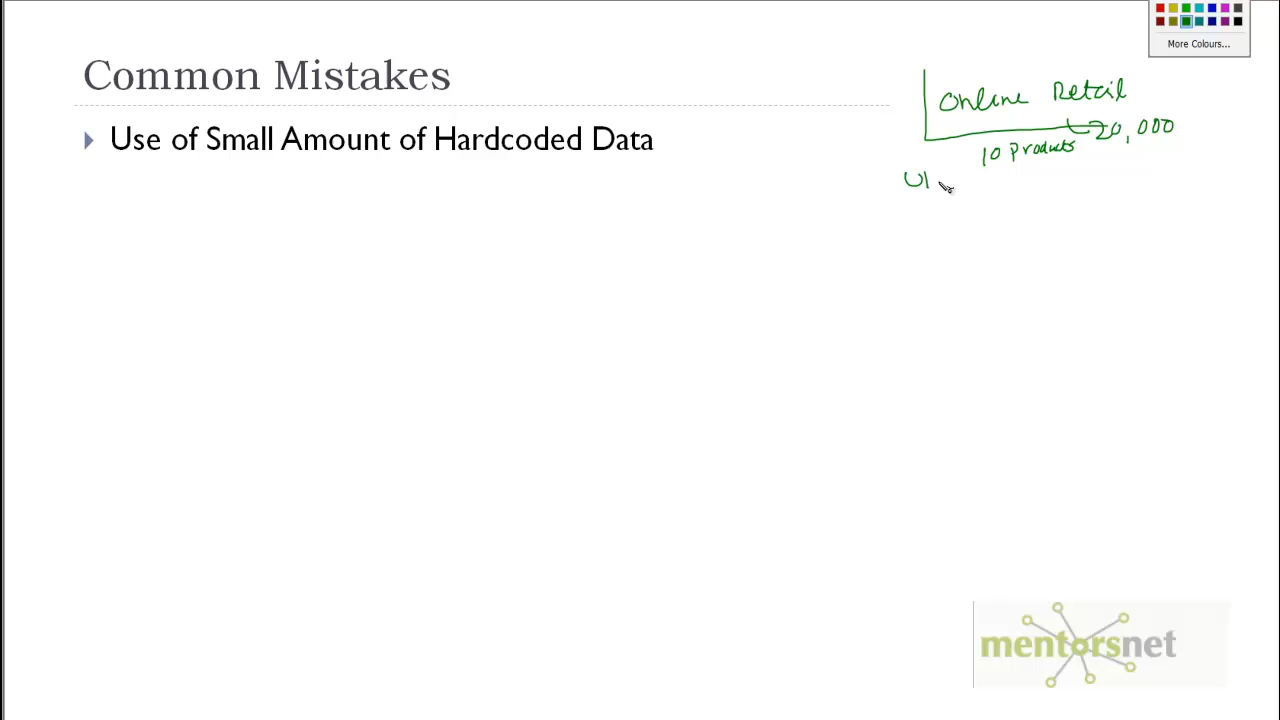 More Colours...
Common Mistakes
Use of Small Amount of Hardcoded Data
Online Retail
20,000
10 Products
UI
mentorsnet